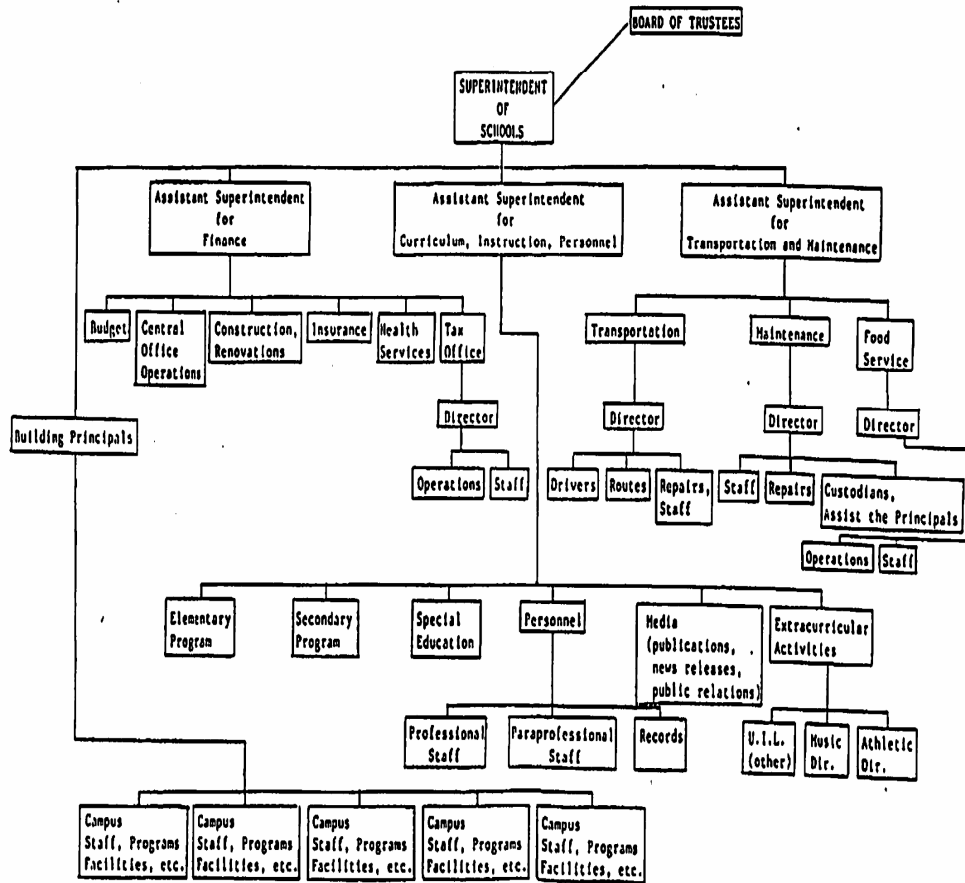 BOARD OF TRUSTEES
SUPERINTENDENT
OF
SCHOOLS
Assistant Superintendent
for
Finance
Assistant Superintendent
for
Curriculum, Instruction, Personnel
Assistant Superintendent
for
Transportation and Maintenance
Budget
Central
Office
Operations
Construction,
Renovations
Insurance
Health
Services
Tax
Office
Transportation
Maintenance
Food
Service
Building Principals
Director
Director
Director
Director
Operations
Staff
Drivers
Routes
Repairs,
Staff
Staff
Repairs
Custodians,
Assist the Principals
Operations
Staff
Elementary
Program
Secondary
Program
Special
Education
Personnel
Media
(publications,
news releases,
public relations)
Extracurricular
Activities
Professional
Staff
Paraprofessional
Staff
Records
U.I.L.
(other)
Music
Dir.
Athletic
Dir.
Campus
Staff, Programs
Facilities, etc.
Campus
Staff, Programs
Facilities, etc.
Campus
Staff, Programs
Facilities, etc.
Campus
Staff, Programs
Facilities, etc.
Campus
Staff, Programs
Facilities, etc.